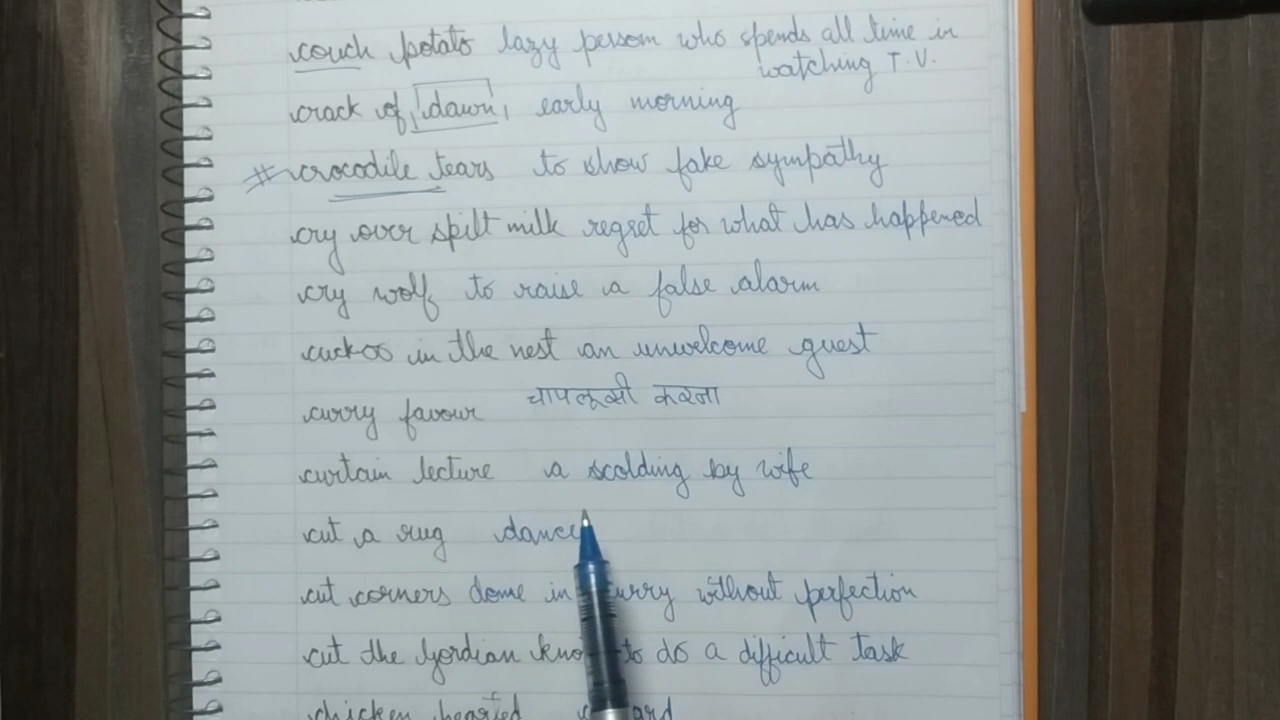 couch potato lazy person who spends all time in
watching T.V.
crack of dawn early morning
# crocodile tears to show fake sympathy
cry over spilt milk regret for what has happened
cry wolf to raise a false alarm
cuckoo in the nest an unwelcome guest
चापलूसी करना
curry favour
curtain lecture a scolding by wife
cut a rug dance
cut corners done in without perfection
cut the Gordian to do a difficult task
chicken hearted